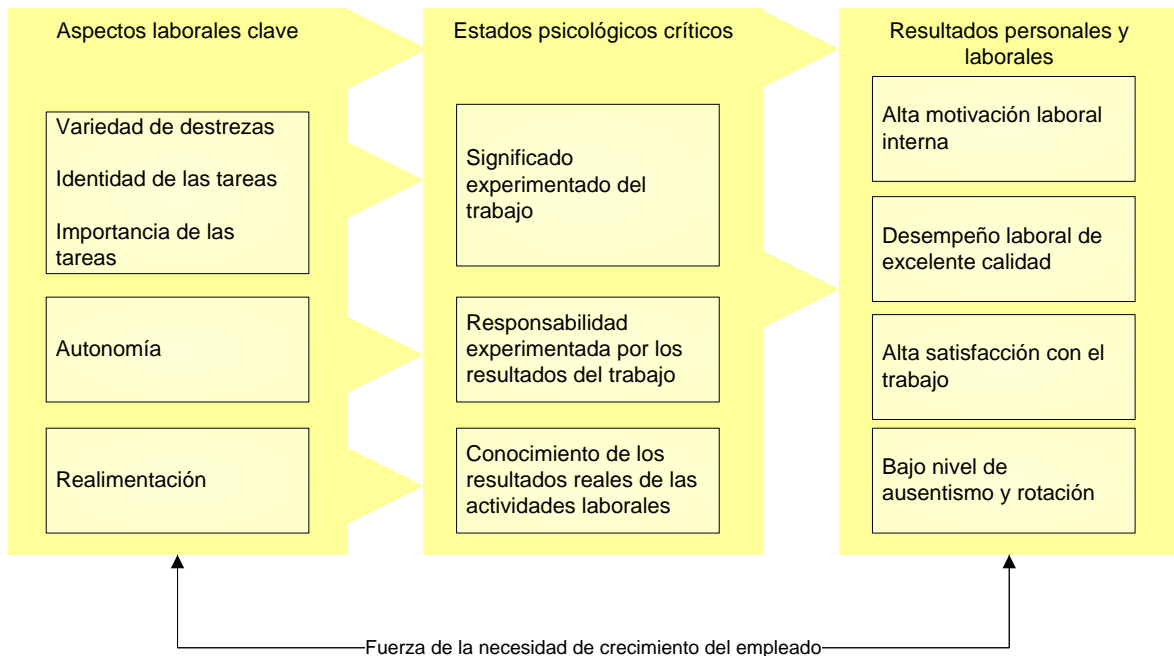 Aspectos laborales clave
Variedad de destrezas
Identidad de las tareas
Importancia de las
tareas
Autonomía
Realimentación
Estados psicológicos críticos
Significado
experimentado del
trabajo
Responsabilidad
experimentada por los
resultados del trabajo
Conocimiento de los
resultados reales de las
actividades laborales
Resultados personales y
laborales
Alta motivación laboral
interna
Desempeño laboral de
excelente calidad
Alta satisfacción con el
trabajo
Bajo nivel de
ausentismo y rotación
Fuerza de la necesidad de crecimiento del empleado